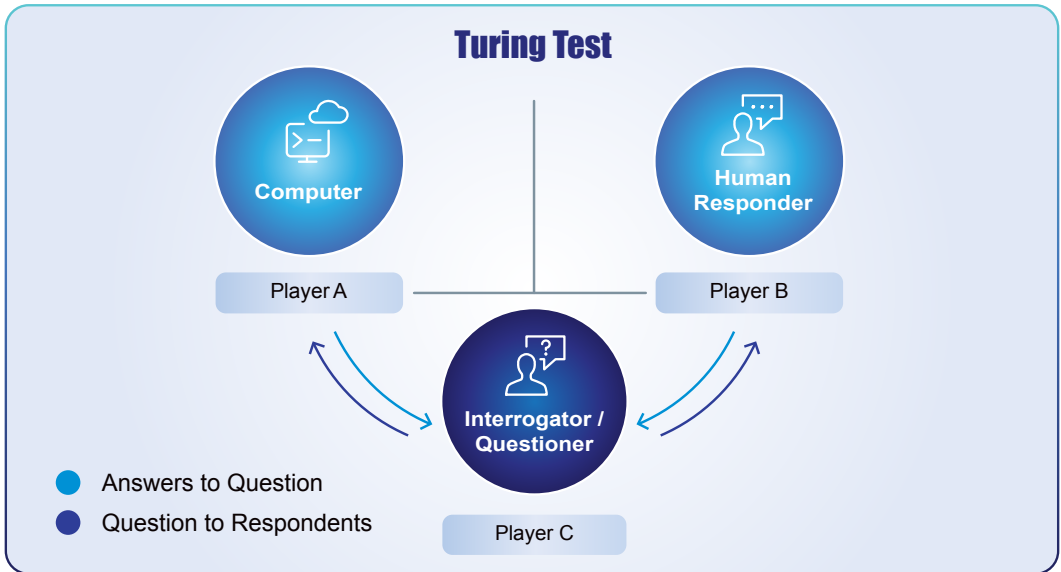 Turing Test
Computer
Human
Responder
Player A
Player B
Interrogator /
Questioner
Answers to Question
Question to Respondents
Player C